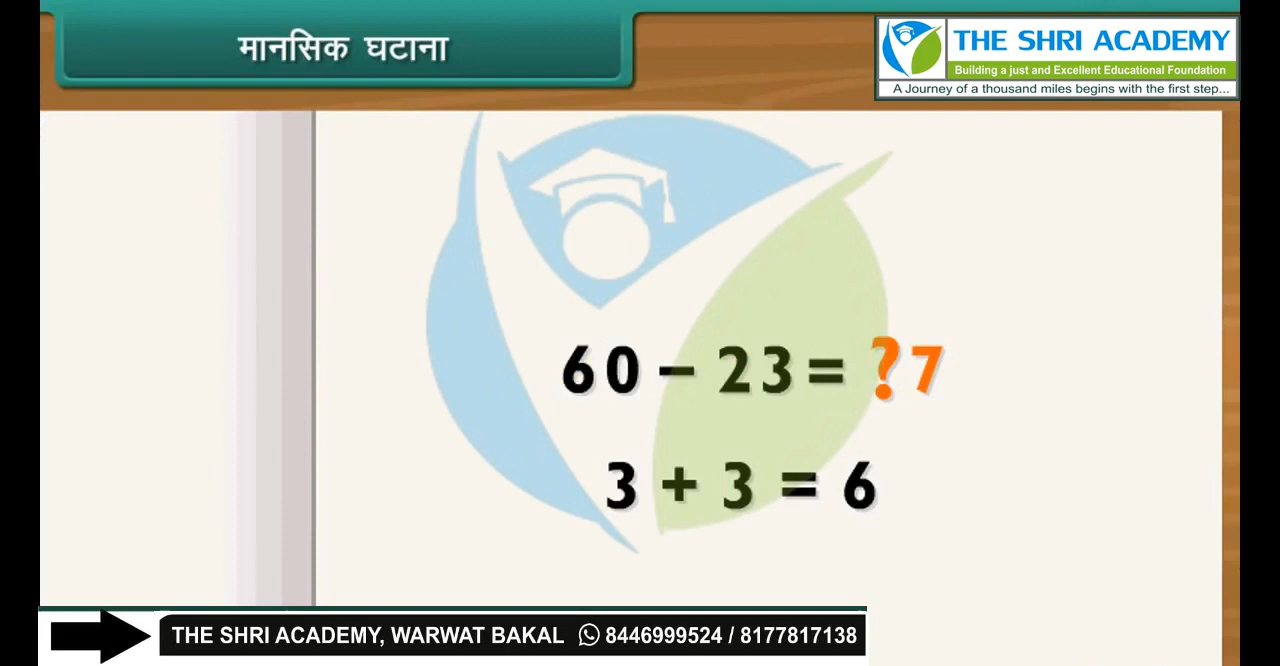 मानसिक घटाना
THE SHRI ACADEMY
Building a just and Excellent Educational Foundation
A Journey of a thousand miles begins with the first step...
60 – 23 = ?7
3 + 3 = 6
THE SHRI ACADEMY, WARWAT BAKAL 8446999524 / 8177817138